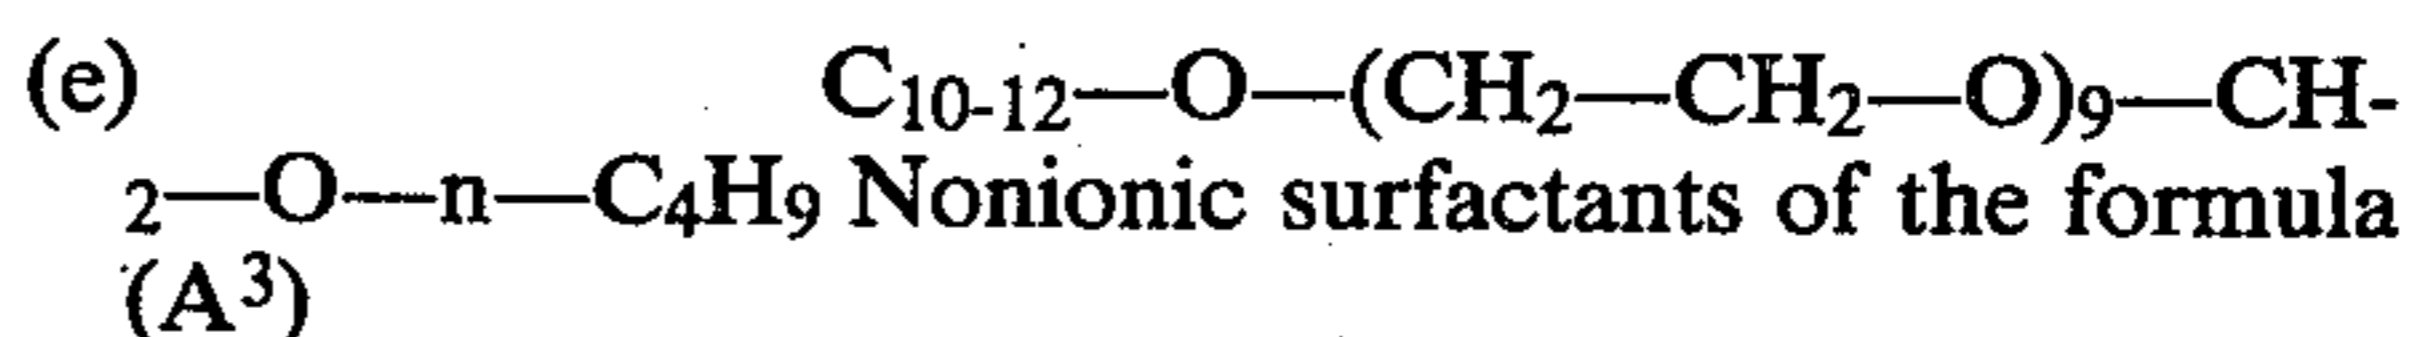 (e) C₁₀₋₁₂—O—(CH₂—CH₂—O)₉—CH-
₂—O—n—C₄H₉ Nonionic surfactants of the formula
(A³)